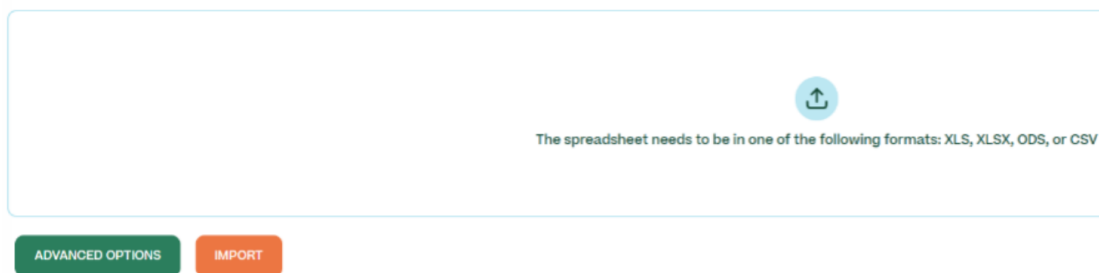 The spreadsheet needs to be in one of the following formats: XLS, XLSX, ODS, or CSV
ADVANCED OPTIONS
IMPORT